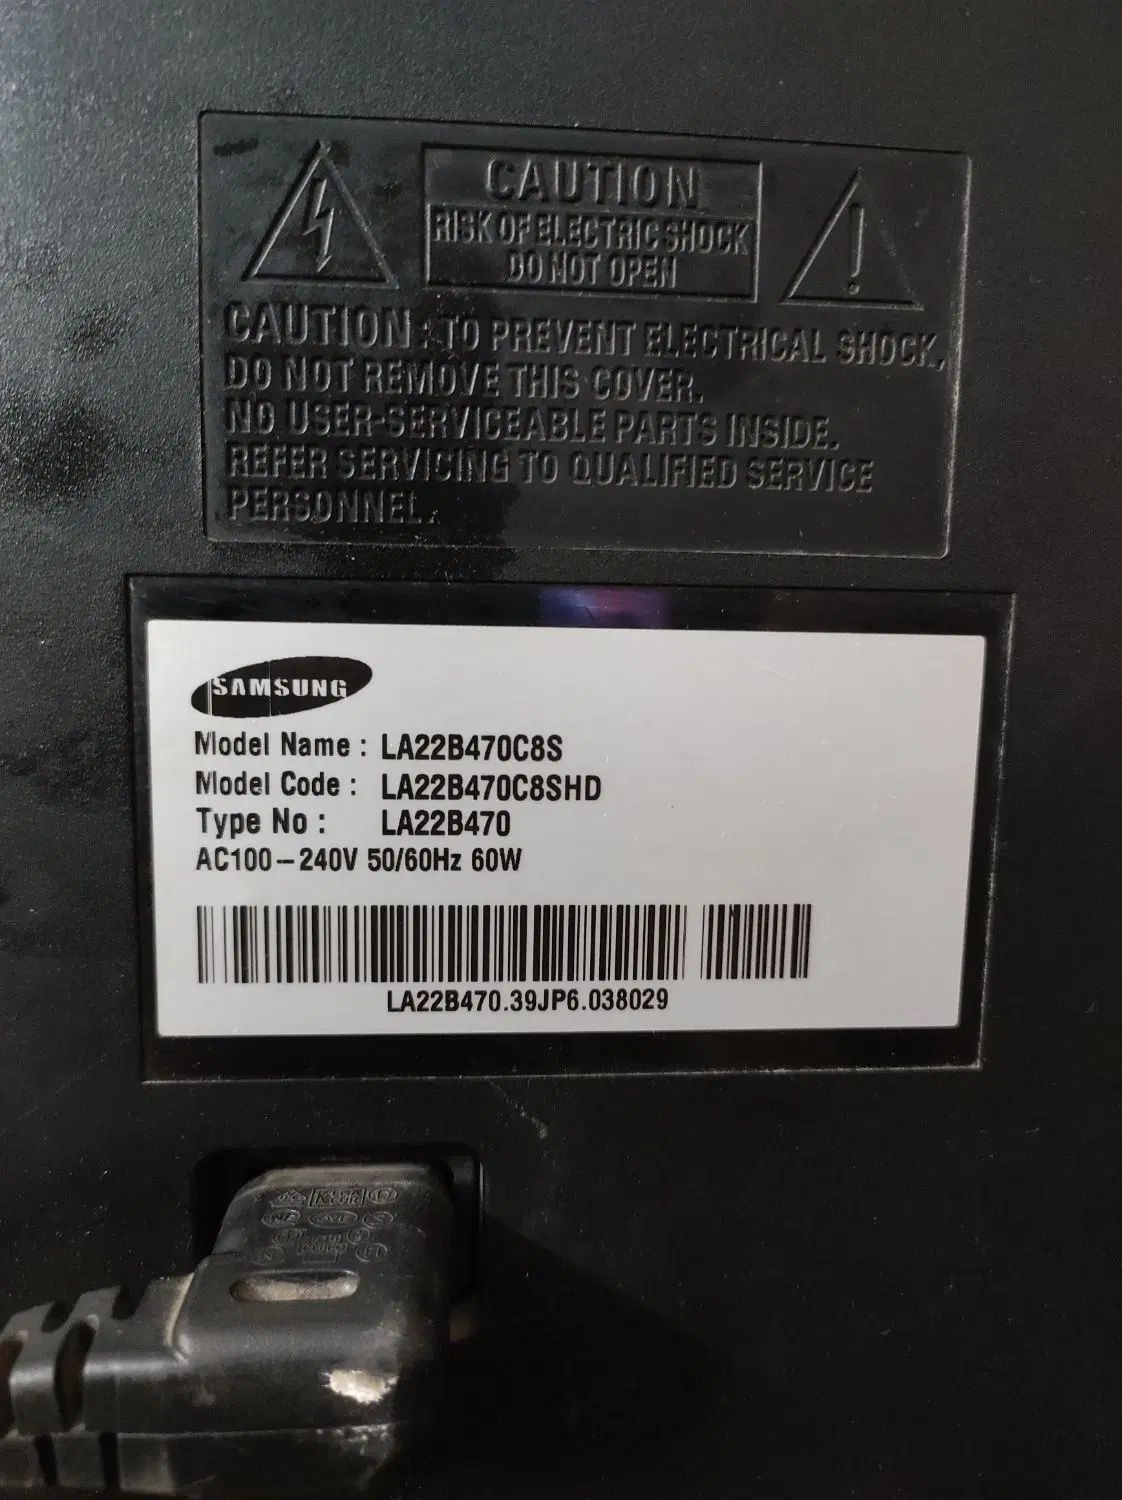 CAUTION
RISK OF ELECTRIC SHOCK
DO NOT OPEN
CAUTION : TO PREVENT ELECTRICAL SHOCK,
DO NOT REMOVE THIS COVER.
NO USER-SERVICEABLE PARTS INSIDE.
REFER SERVICING TO QUALIFIED SERVICE
PERSONNEL.
SAMSUNG
Model Name : LA22B470C8S
Model Code : LA22B470C8SHD
Type No : LA22B470
AC100-240V 50/60Hz 60W
LA22B470.39JP6.038029